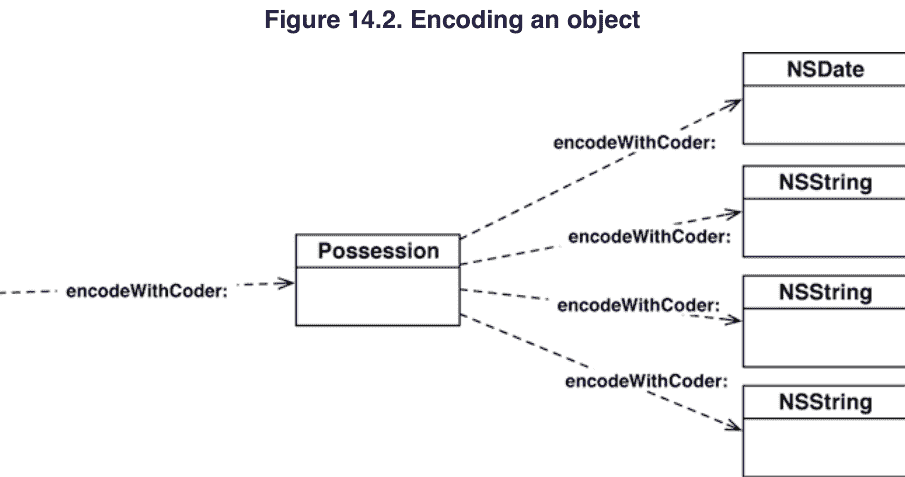 Figure 14.2. Encoding an object
NSDate
encodeWithCoder:
NSString
encodeWithCoder:
Possession
encodeWithCoder:
NSString
encodeWithCoder:
encodeWithCoder:
NSString